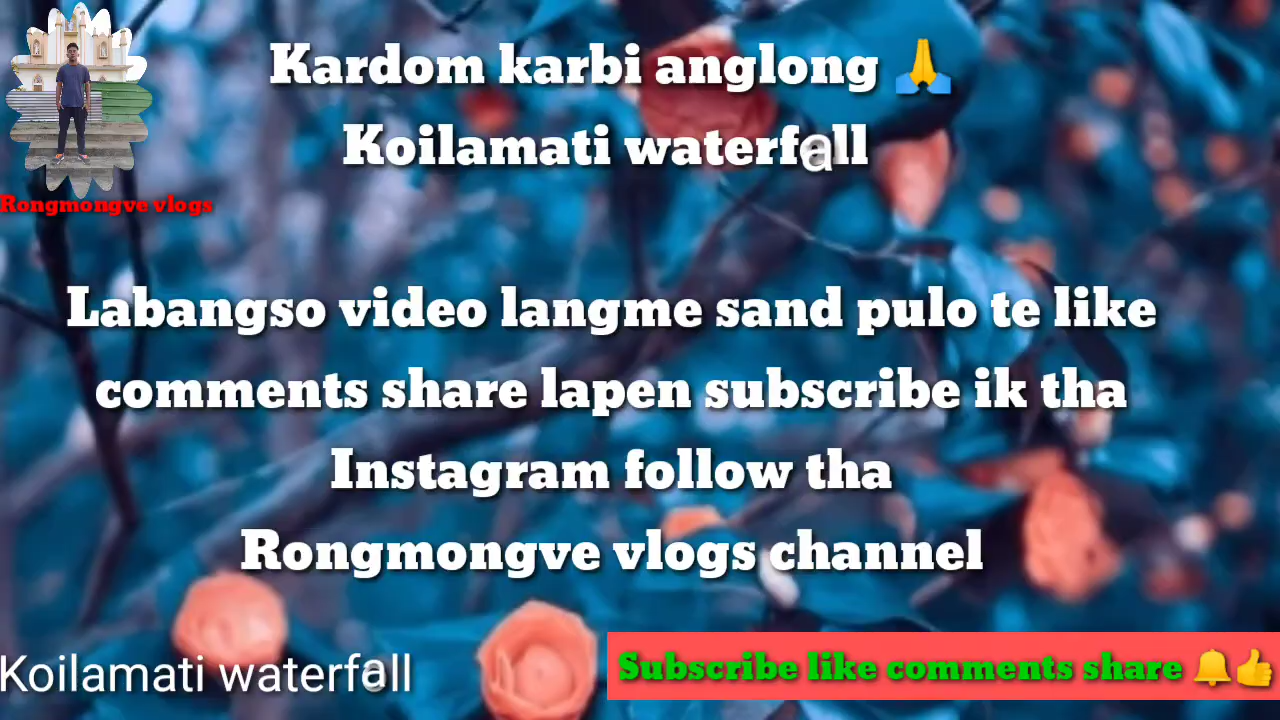 Kardom karbi anglong 🙏
Koilamati waterfall
Rongmongve vlogs
Labangso video langme sand pulo te like
comments share lapen subscribe ik tha
Instagram follow tha
Rongmongve vlogs channel
Koilamati waterfall
Subscribe like comments share 🔔👍